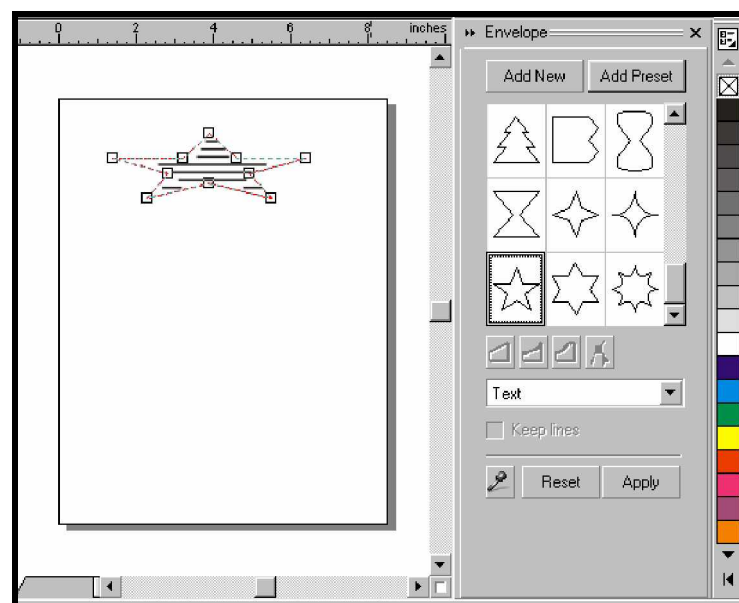 0 2 4 6 8 inches
Envelope
Add New Add Preset
Text
Keep lines
Reset Apply